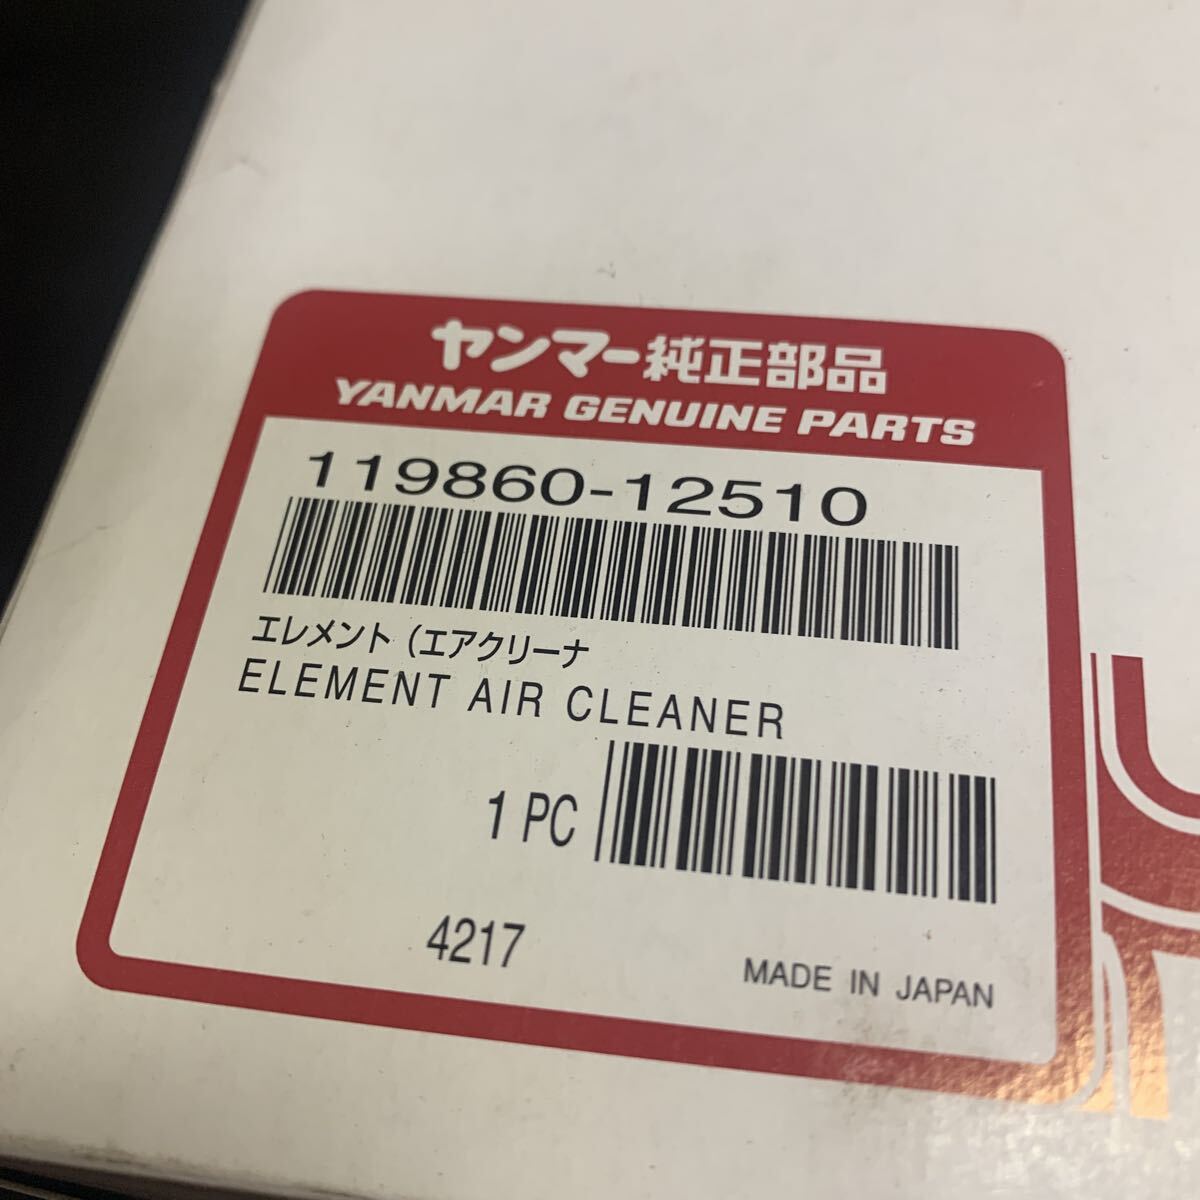 ヤンマー純正部品
YANMAR GENUINE PARTS
119860-12510
エレメント (エアクリーナ
ELEMENT AIR CLEANER
1 PC
4217
MADE IN JAPAN